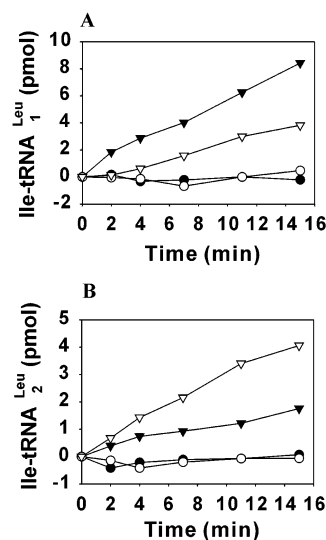 A
10
8
6
4
2
0
-2
Ile-tRNA 1 Leu (pmol)
0 2 4 6 8 10 12 14 16
Time (min)
B
5
4
3
2
1
0
-1
Ile-tRNA 2 Leu (pmol)
0 2 4 6 8 10 12 14 16
Time (min)